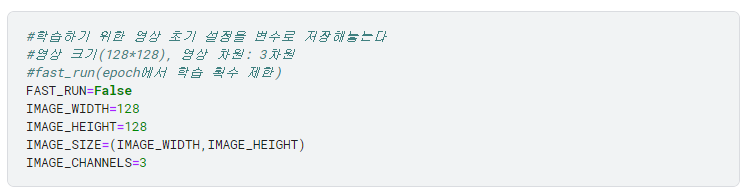 #학습하기 위한 영상 초기 설정을 변수로 저장해놓는다
#영상 크기(128*128), 영상 차원: 3차원
#fast_run(epoch에서 학습 횟수 제한)
FAST_RUN=False
IMAGE_WIDTH=128
IMAGE_HEIGHT=128
IMAGE_SIZE=(IMAGE_WIDTH,IMAGE_HEIGHT)
IMAGE_CHANNELS=3